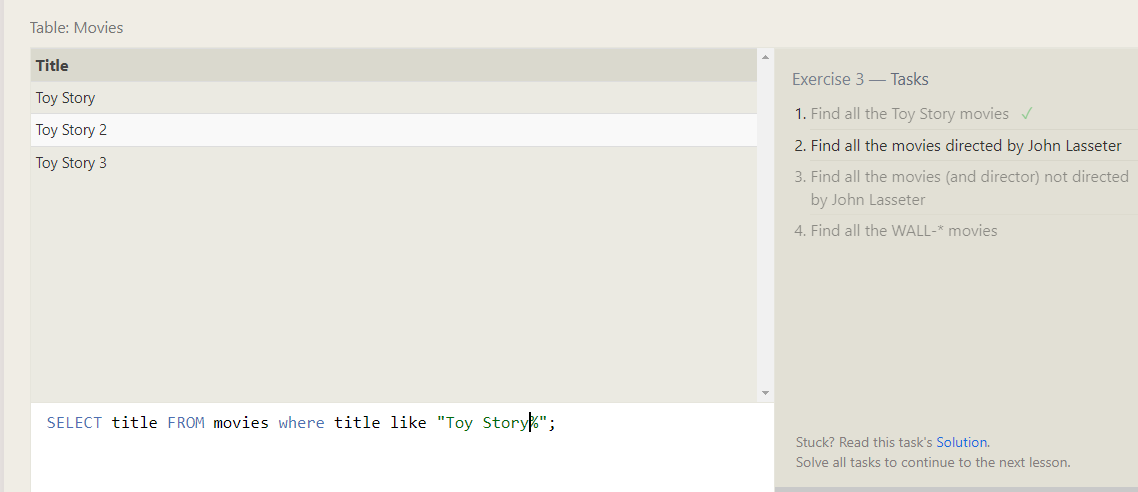 Table: Movies
Title
Toy Story
Toy Story 2
Toy Story 3
SELECT title FROM movies where title like "Toy Story%";
Exercise 3 — Tasks
1. Find all the Toy Story movies ✓
2. Find all the movies directed by John Lasseter
3. Find all the movies (and director) not directed
by John Lasseter
4. Find all the WALL-* movies
Stuck? Read this task's Solution.
Solve all tasks to continue to the next lesson.